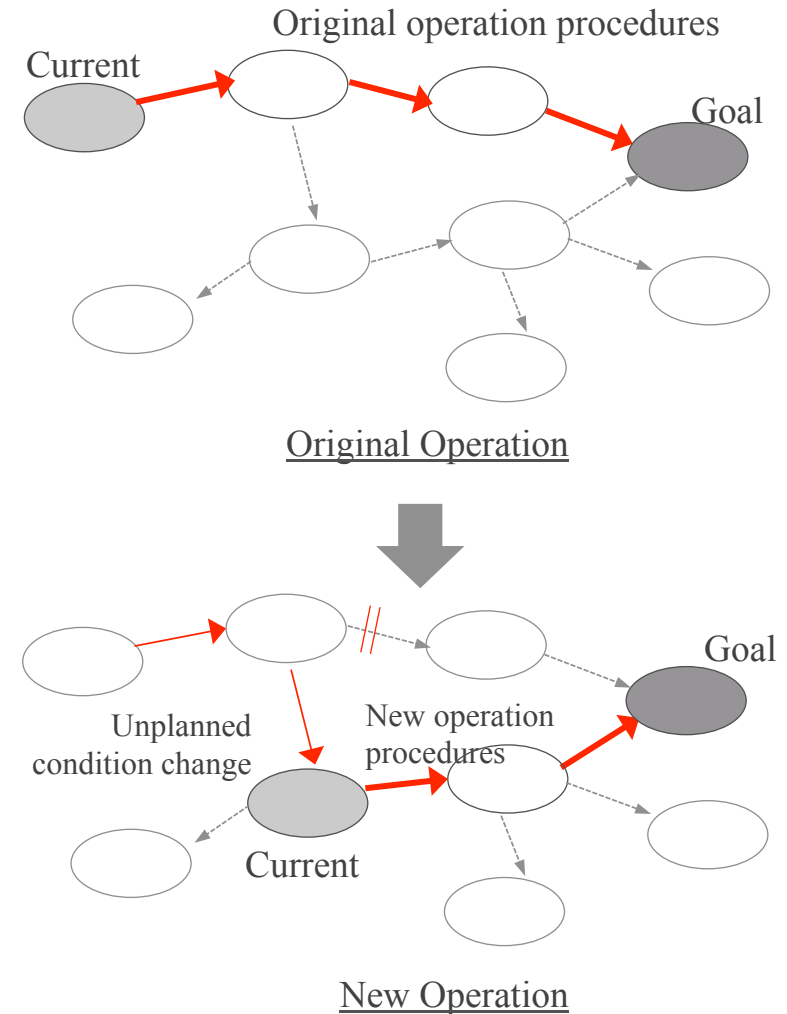 Original operation procedures
Current
Goal
Original Operation
Goal
Unplanned
condition change
New operation
procedures
Current
New Operation